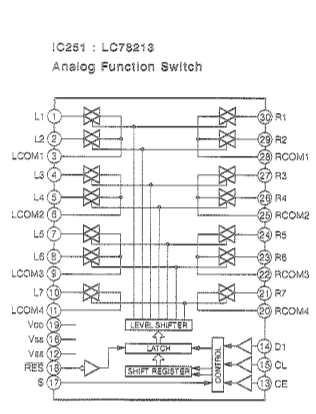 IC251 : LC78213
Analog Function Switch
L1 1 30 R1
L2 2 29 R2
LCOM1 3 28 RCOM1
L3 4 27 R3
L4 5 26 R4
LCOM2 6 25 RCOM2
L5 7 24 R5
L6 8 23 R6
LCOM3 9 22 RCOM3
L7 10 21 R7
LCOM4 11 20 RCOM4
VDD 19 LEVEL SHIFTER
VSS 16 LATCH CONTROL 14 D1
VEE 12
RES 18 SHIFT REGISTER 15 CL
S 17 13 CE